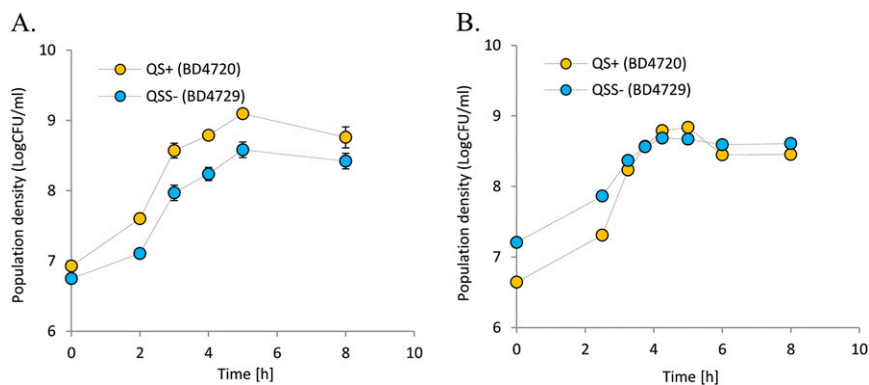 A.
10
9
8
7
6
Population density (LogCFU/ml)
QS+ (BD4720)
QSS- (BD4729)
0 2 4 6 8 10
Time [h]
B.
10
9
8
7
6
Population density (LogCFU/ml)
QS+ (BD4720)
QSS- (BD4729)
0 2 4 6 8 10
Time [h]